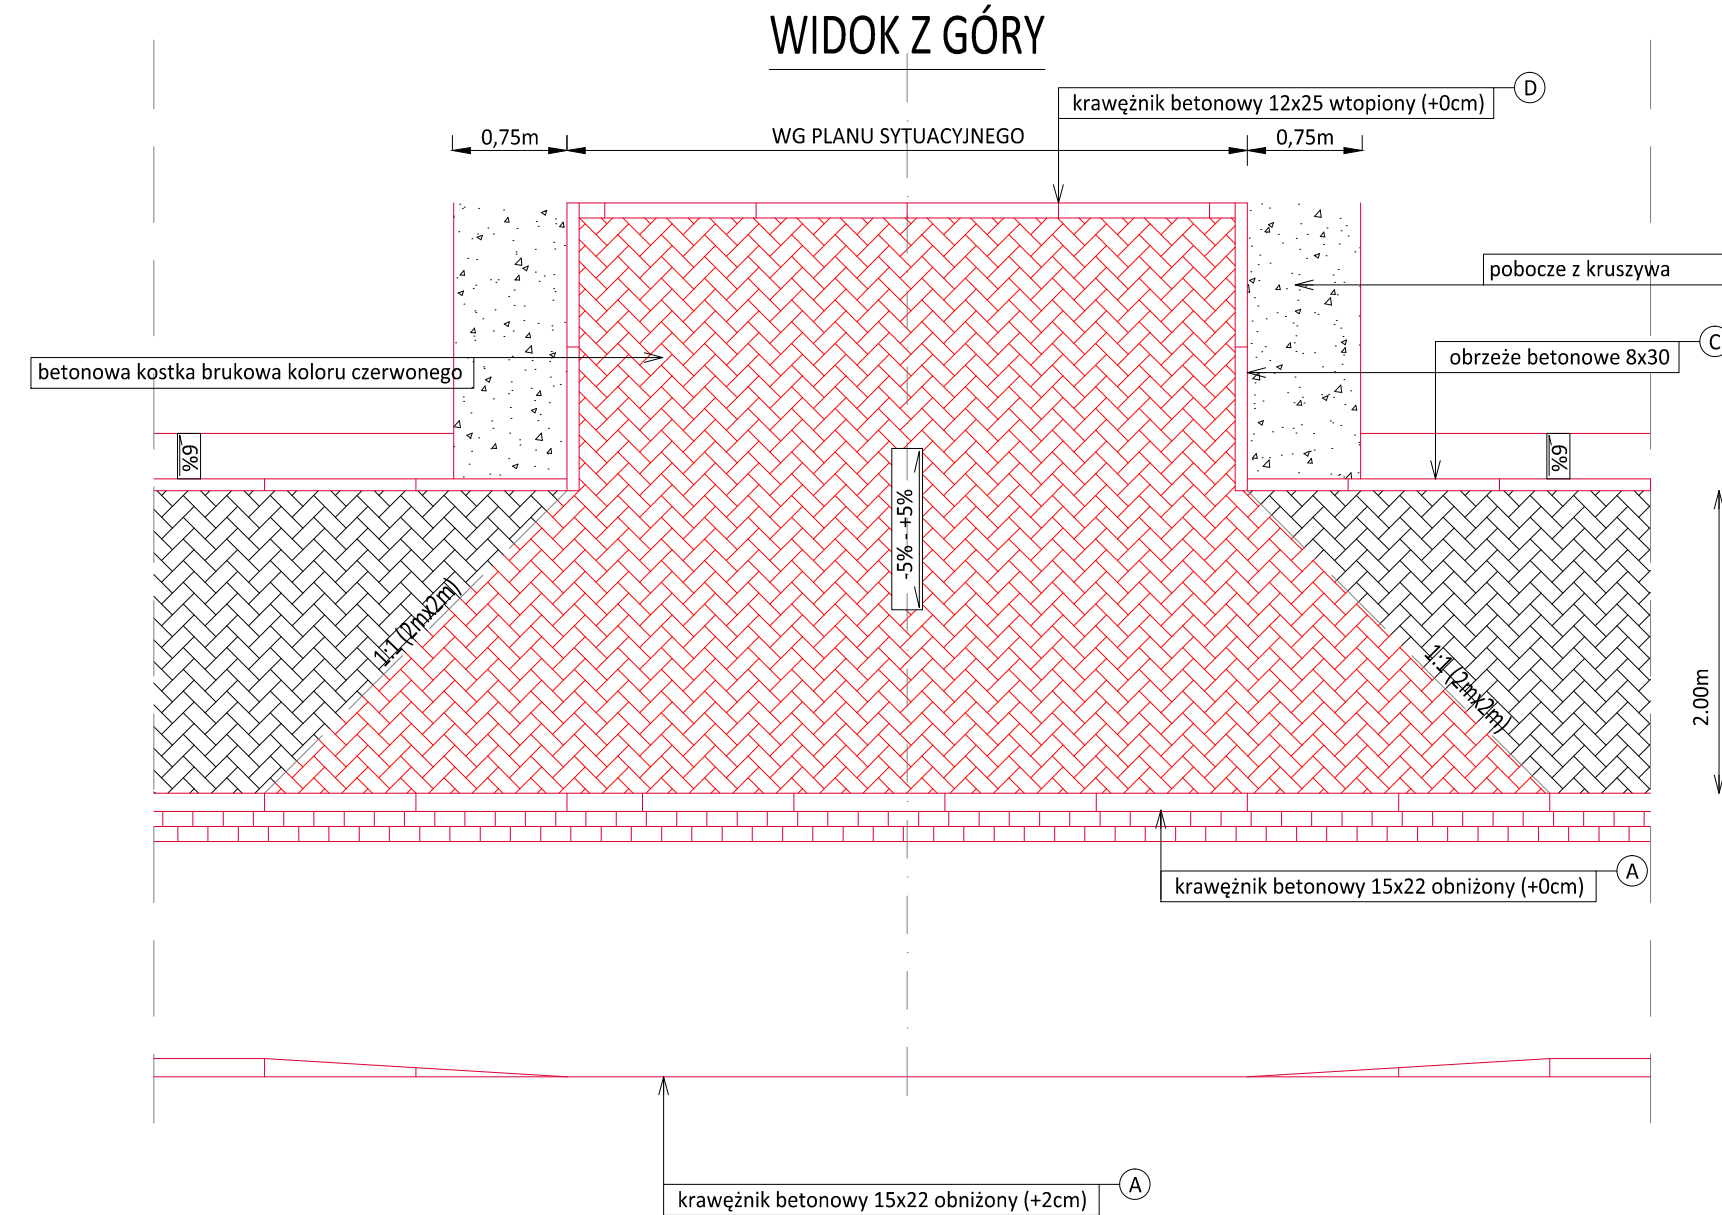 WIDOK Z GÓRY
krawężnik betonowy 12x25 wtopiony (+0cm)
D
0,75m
WG PLANU SYTUACYJNEGO
0,75m
pobocze z kruszywa
C
obrzeże betonowe 8x30
betonowa kostka brukowa koloru czerwonego
6%
6%
-5% - +5%
1:1 (2mx2m)
1:1 (2mx2m)
2.00m
A
krawężnik betonowy 15x22 obniżony (+0cm)
A
krawężnik betonowy 15x22 obniżony (+2cm)